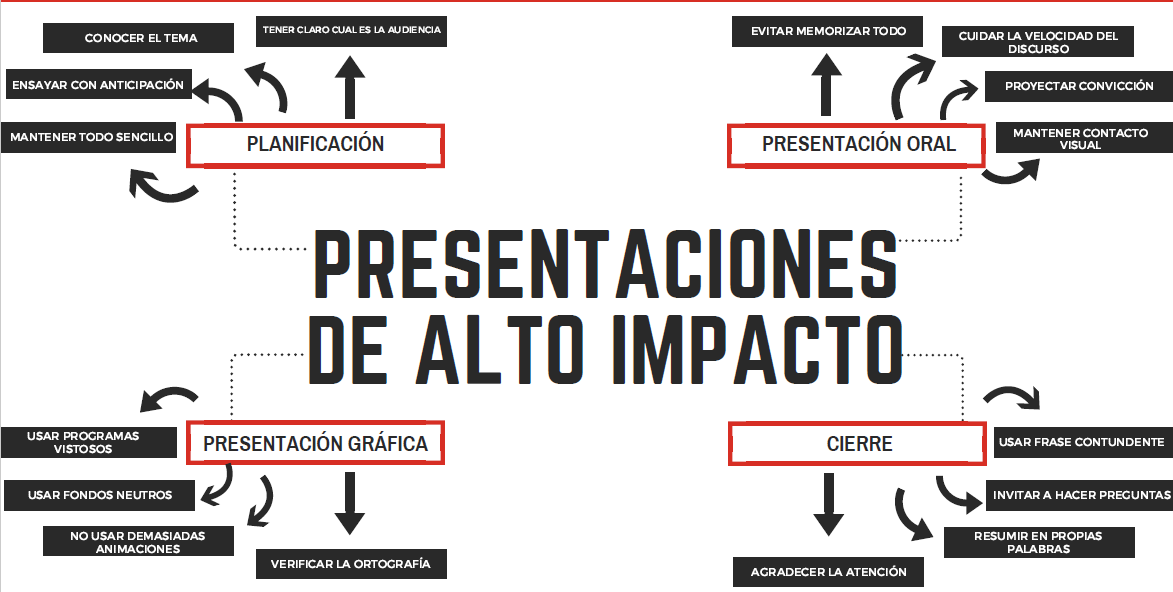 CONOCER EL TEMA
TENER CLARO CUAL ES LA AUDIENCIA
ENSAYAR CON ANTICIPACIÓN
MANTENER TODO SENCILLO
PLANIFICACIÓN
EVITAR MEMORIZAR TODO
CUIDAR LA VELOCIDAD DEL
DISCURSO
PROYECTAR CONVICCIÓN
MANTENER CONTACTO
VISUAL
PRESENTACIÓN ORAL
PRESENTACIONES
DE ALTO IMPACTO
PRESENTACIÓN GRÁFICA
USAR PROGRAMAS
VISTOSOS
USAR FONDOS NEUTROS
NO USAR DEMASIADAS
ANIMACIONES
VERIFICAR LA ORTOGRAFÍA
CIERRE
USAR FRASE CONTUNDENTE
INVITAR A HACER PREGUNTAS
RESUMIR EN PROPIAS
PALABRAS
AGRADECER LA ATENCIÓN